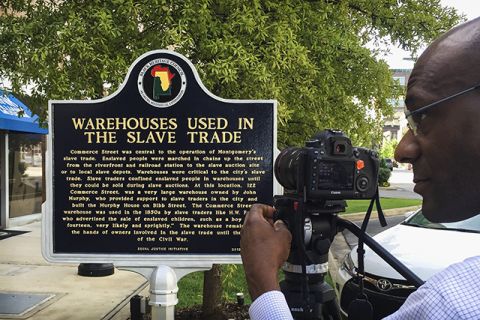 BLACK HERITAGE COUNCIL
WAREHOUSES USED IN
THE SLAVE TRADE
Commerce Street was central to the operation of Montgomery's
slave trade. Enslaved people were marched in chains up the street
from the riverfront and railroad station to the slave auction site
or to local slave depots. Warehouses were critical to the city's slave
trade. Slave traders confined enslaved people in warehouses until
they could be sold during slave auctions. At this location, 122
Commerce Street, was a very large warehouse owned by John
Murphy, who provided support to slave traders in the city and
built the Murphy House on Bibb Street. The Commerce Street
warehouse was used in the 1850s by slave traders like H.W. F
who advertised the sale of enslaved children, such as a boy
fourteen, very likely and sprightly." The warehouse remained
the hands of owners involved in the slave trade until the
of the Civil War.
EQUAL JUSTICE INITIATIVE
Canon